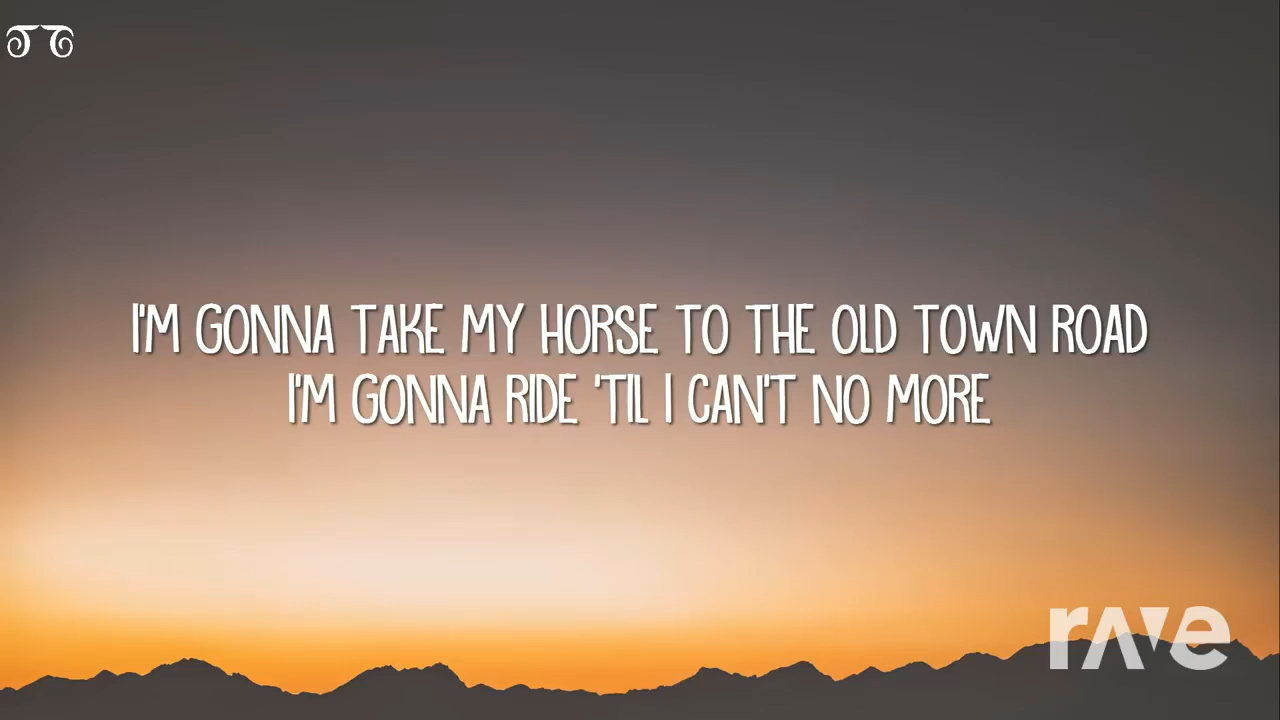 I'M GONNA TAKE MY HORSE TO THE OLD TOWN ROAD
I'M GONNA RIDE 'TIL I CAN'T NO MORE
rave